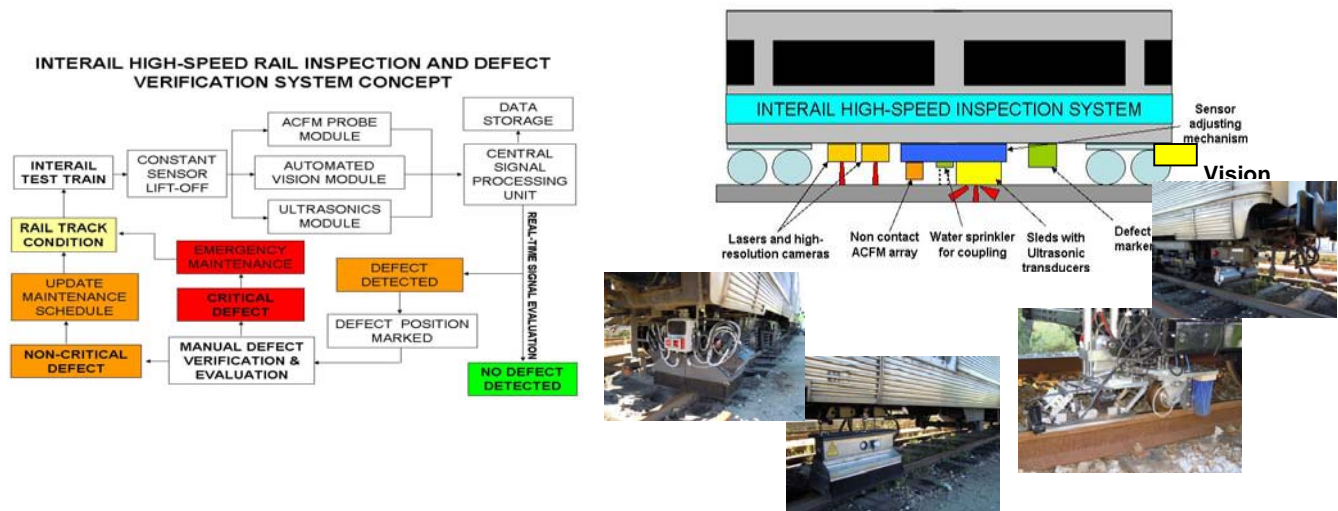 INTERAIL HIGH-SPEED RAIL INSPECTION AND DEFECT
VERIFICATION SYSTEM CONCEPT
DATA
STORAGE
ACFM PROBE
MODULE
INTERAIL
TEST TRAIN
CONSTANT
SENSOR
LIFT-OFF
AUTOMATED
VISION MODULE
CENTRAL
SIGNAL
PROCESSING
UNIT
ULTRASONICS
MODULE
RAIL TRACK
CONDITION
EMERGENCY
MAINTENANCE
REAL-TIME SIGNAL EVALUATION
DEFECT
DETECTED
UPDATE
MAINTENANCE
SCHEDULE
CRITICAL
DEFECT
DEFECT POSITION
MARKED
NON-CRITICAL
DEFECT
MANUAL DEFECT
VERIFICATION &
EVALUATION
NO DEFECT
DETECTED
INTERAIL HIGH-SPEED INSPECTION SYSTEM
Sensor
adjusting
mechanism
Vision
Lasers and high-
resolution cameras
Non contact
ACFM array
Water sprinkler
for coupling
Sleds with
Ultrasonic
transducers
Defect
marker